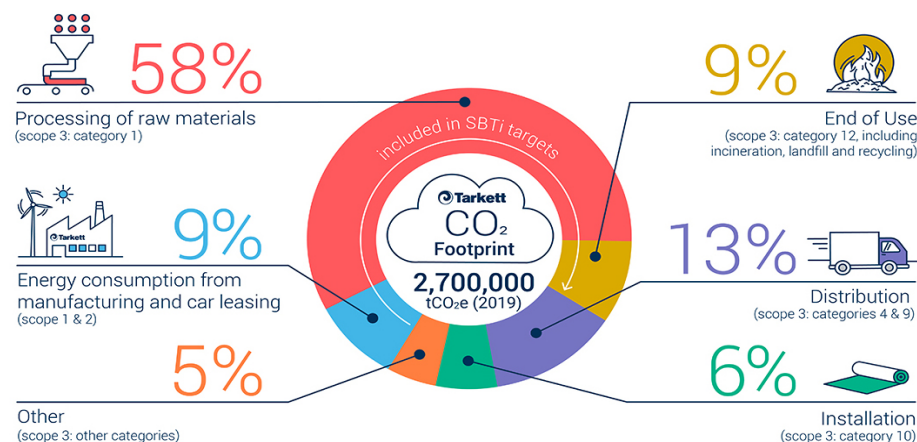 58%
Processing of raw materials
(scope 3: category 1)
9%
Energy consumption from
manufacturing and car leasing
(scope 1 & 2)
Tarkett
5%
Other
(scope 3: other categories)
included in SBTi targets
Tarkett
CO₂
Footprint
2,700,000
tCO₂e (2019)
9%
End of Use
(scope 3: category 12, including
incineration, landfill and recycling)
13%
Distribution
(scope 3: categories 4 & 9)
6%
Installation
(scope 3: category 10)